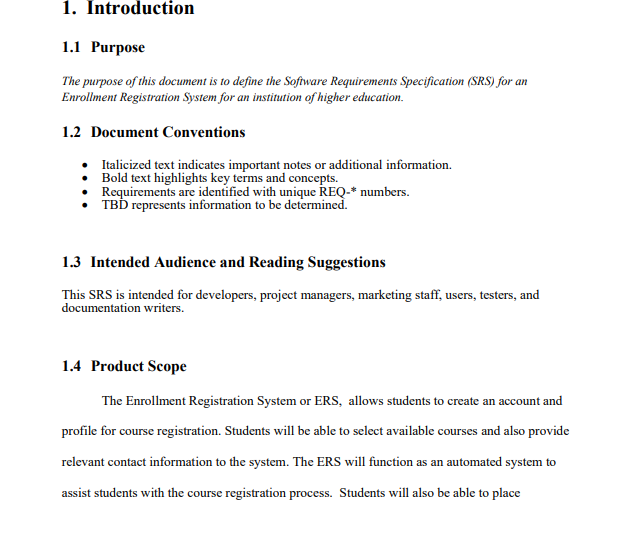 1. Introduction
1.1 Purpose
The purpose of this document is to define the Software Requirements Specification (SRS) for an
Enrollment Registration System for an institution of higher education.
1.2 Document Conventions
• Italicized text indicates important notes or additional information.
• Bold text highlights key terms and concepts.
• Requirements are identified with unique REQ-* numbers.
• TBD represents information to be determined.
1.3 Intended Audience and Reading Suggestions
This SRS is intended for developers, project managers, marketing staff, users, testers, and
documentation writers.
1.4 Product Scope
The Enrollment Registration System or ERS, allows students to create an account and
profile for course registration. Students will be able to select available courses and also provide
relevant contact information to the system. The ERS will function as an automated system to
assist students with the course registration process. Students will also be able to place